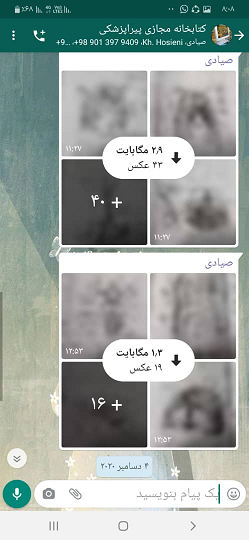 ۸:۰۸
٪۶۸
کتابخانه مجازی پیراپزشکی
صیادی، Kh. Hosieni، +98 901 397 9409، +9...
صیادی
۲٫۹ مگابایت
۴۳ عکس
۱۱:۲۷
+ ۴۰
۱۱:۲۷
صیادی
۱٫۳ مگابایت
۱۹ عکس
۱۲:۵۳
+ ۱۶
۱۲:۵۳
۴ دسامبر ۲۰۲۰
یک پیام بنویسید